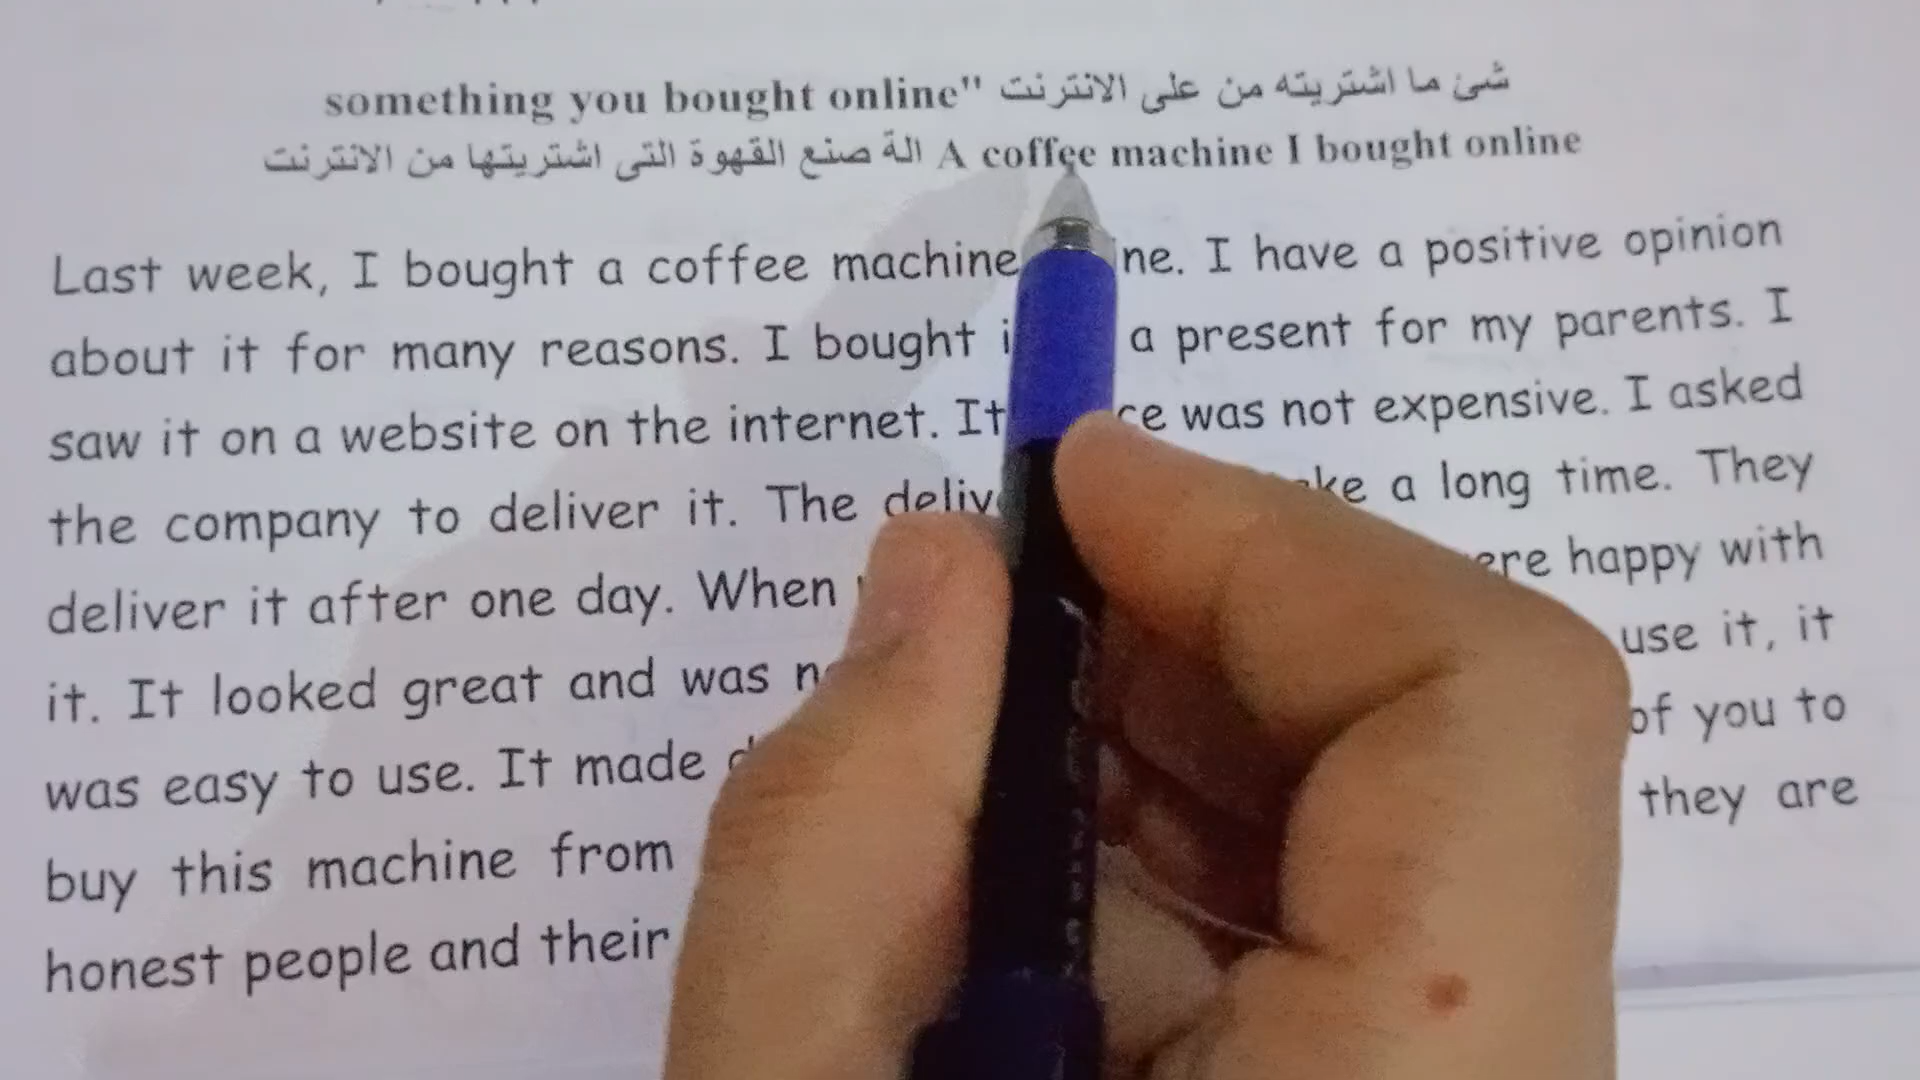 something you bought online" شئ ما اشتريته من على الانترنت
الة صنع القهوة التى اشتريتها من الانترنت A coffee machine I bought online
Last week, I bought a coffee machine ne. I have a positive opinion
about it for many reasons. I bought a present for my parents. I
saw it on a website on the internet. It ce was not expensive. I asked
the company to deliver it. The deliv ke a long time. They
deliver it after one day. When ere happy with
it. It looked great and was use it, it
was easy to use. It made of you to
buy this machine from they are
honest people and their